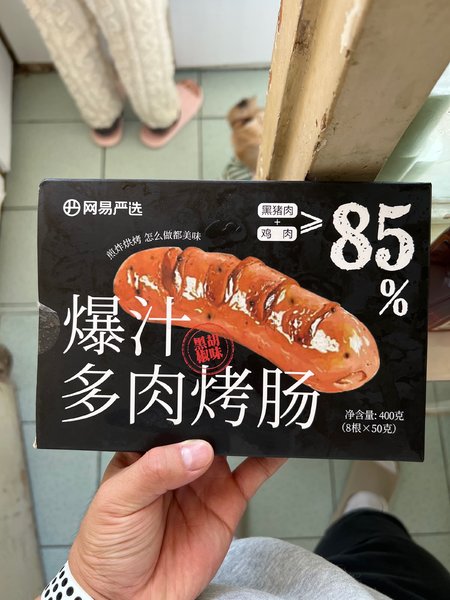 网易严选
煎炸烘烤 怎么做都美味
黑猪肉
+
鸡 肉
≥85%
爆汁
多肉烤肠
黑胡椒味
净含量: 400克
(8根×50克)